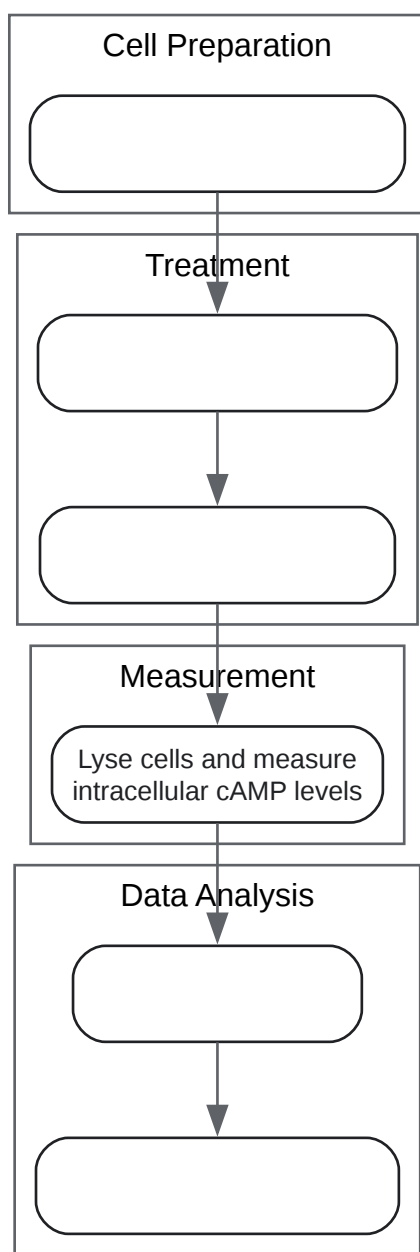 Cell Preparation
Treatment
Measurement
Lyse cells and measure
intracellular cAMP levels
Data Analysis